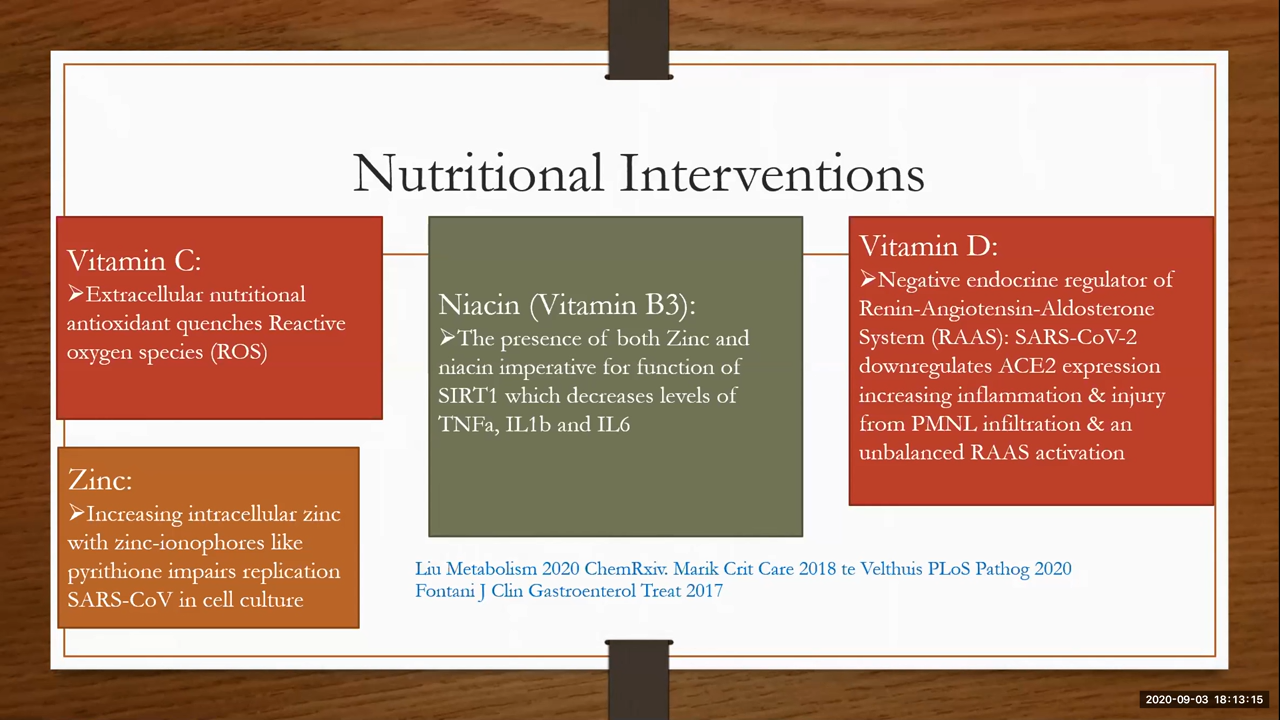 Nutritional Interventions
Vitamin C:
➢Extracellular nutritional
antioxidant quenches Reactive
oxygen species (ROS)
Zinc:
➢Increasing intracellular zinc
with zinc-ionophores like
pyrithione impairs replication
SARS-CoV in cell culture
Niacin (Vitamin B3):
➢The presence of both Zinc and
niacin imperative for function of
SIRT1 which decreases levels of
TNFa, IL1b and IL6
Vitamin D:
➢Negative endocrine regulator of
Renin-Angiotensin-Aldosterone
System (RAAS): SARS-CoV-2
downregulates ACE2 expression
increasing inflammation & injury
from PMNL infiltration & an
unbalanced RAAS activation
Liu Metabolism 2020 ChemRxiv. Marik Crit Care 2018 te Velthuis PLoS Pathog 2020
Fontani J Clin Gastroenterol Treat 2017
2020-09-03 18:13:15